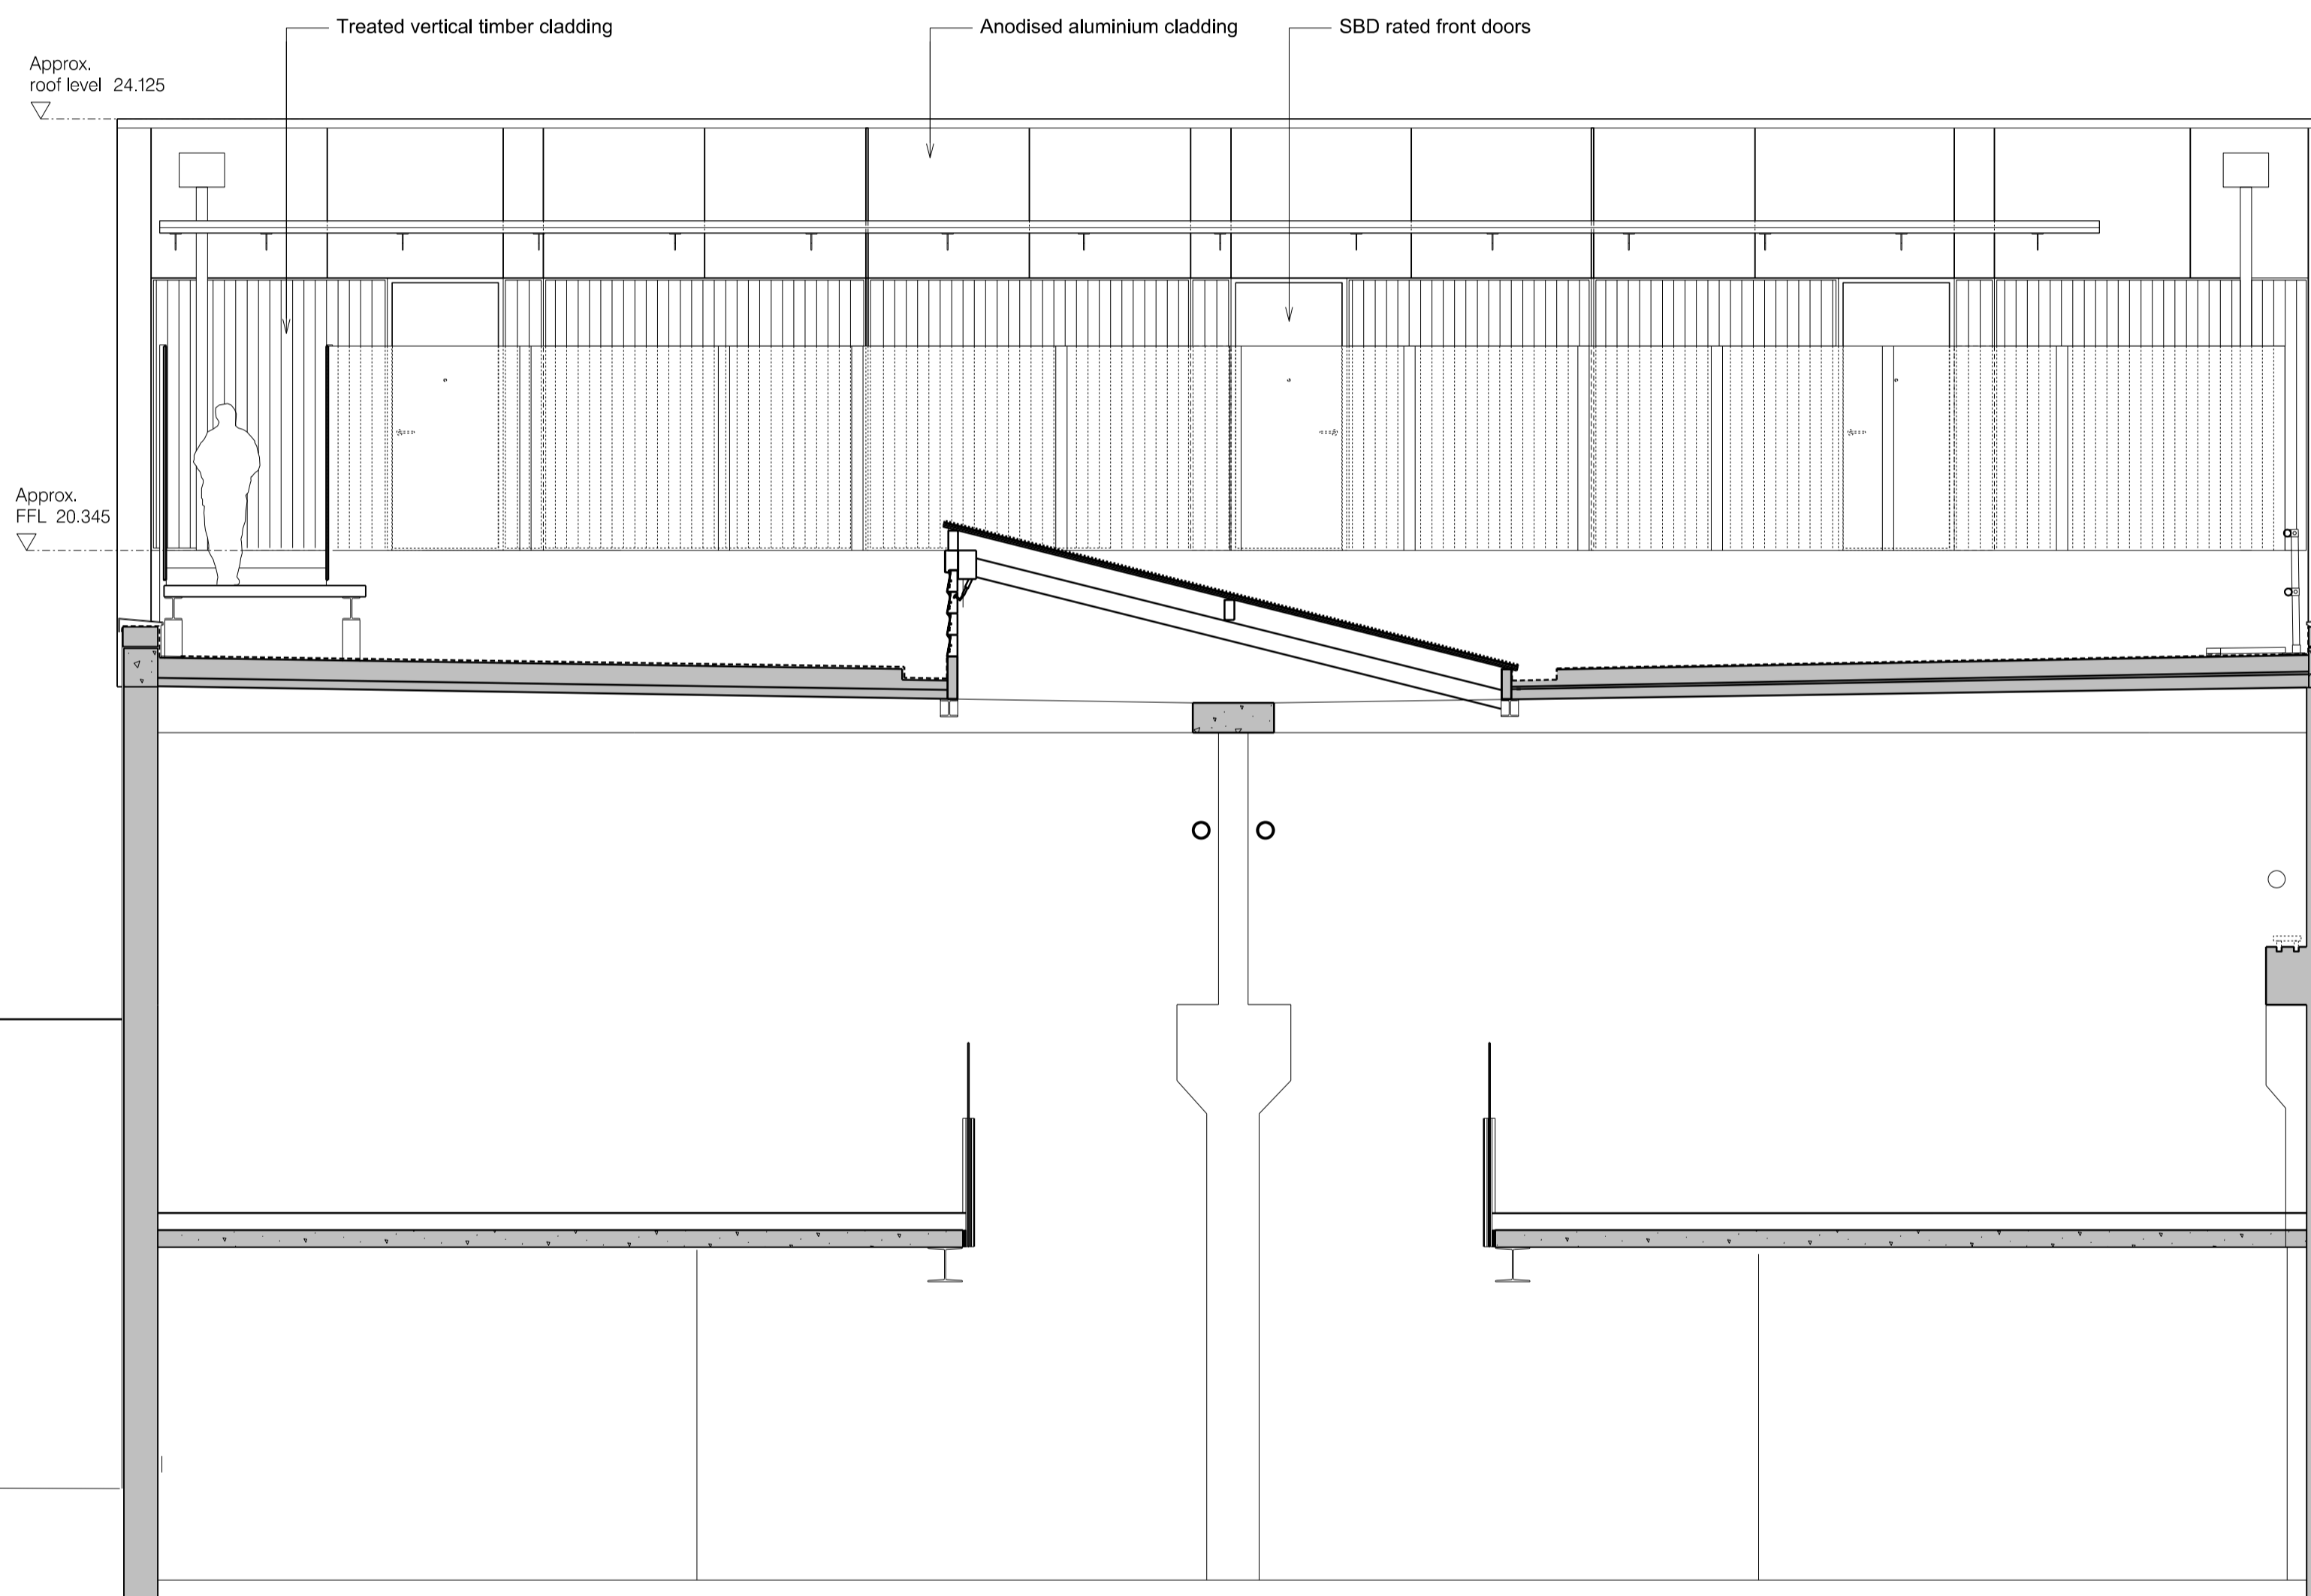 Treated vertical timber cladding
Anodised aluminium cladding
SBD rated front doors
Approx.
roof level 24.125
Approx.
FFL 20.345